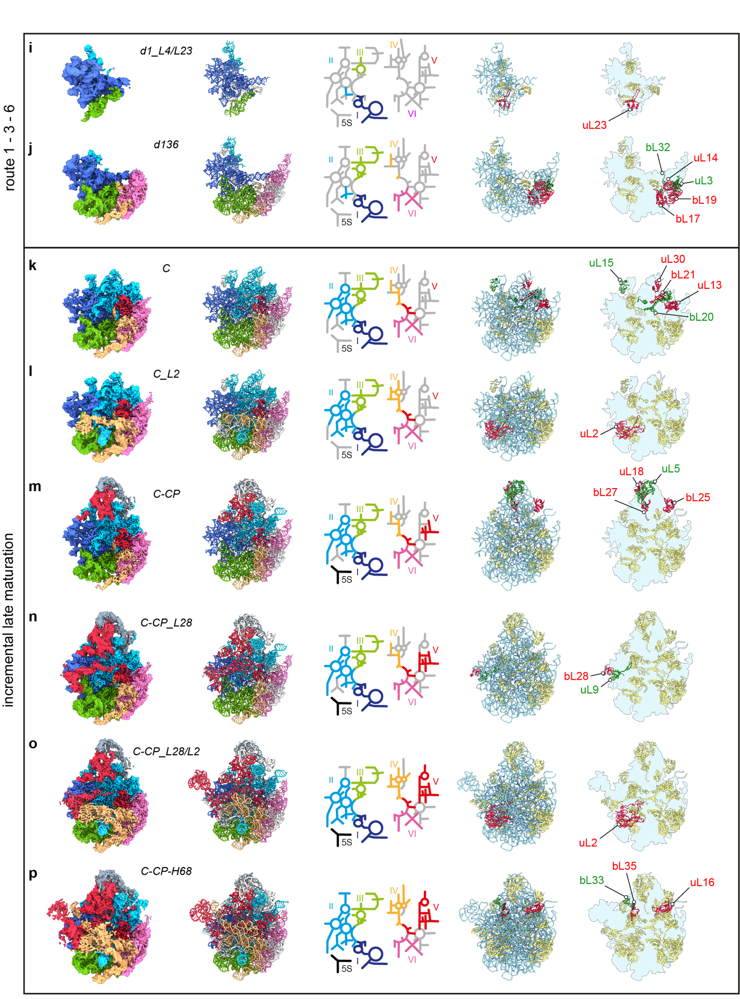 route 1 - 3 - 6
i
d1_L4/L23
II
III
IV
V
I
VI
5S
uL23
j
d136
II
III
IV
V
I
VI
5S
bL32
uL14
uL3
bL19
bL17
incremental late maturation
k
C
II
III
IV
V
I
VI
5S
uL15
uL30
bL21
uL13
bL20
l
C_L2
II
III
IV
V
I
VI
5S
uL2
m
C-CP
II
III
IV
V
I
VI
5S
uL18
uL5
bL27
bL25
n
C-CP_L28
II
III
IV
V
I
VI
5S
bL28
uL9
o
C-CP_L28/L2
II
III
IV
V
I
VI
5S
uL2
p
C-CP-H68
II
III
IV
V
I
VI
5S
bL35
bL33
uL16